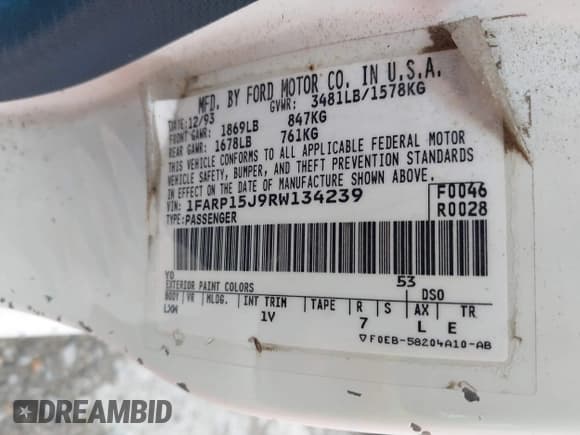 MFD. BY FORD MOTOR CO. IN U.S.A.
DATE: 12/93 GVWR: 3481LB/1578KG
FRONT GAWR: 1869LB 847KG
REAR GAWR: 1678LB 761KG
THIS VEHICLE CONFORMS TO ALL APPLICABLE FEDERAL MOTOR
VEHICLE SAFETY, BUMPER, AND THEFT PREVENTION STANDARDS
IN EFFECT ON THE DATE OF MANUFACTURE SHOWN ABOVE.
VIN: 1FARP15J9RW134239 F0046
TYPE: PASSENGER R0028
YO 53
EXTERIOR PAINT COLORS DSO
BODY VR MLDG. INT TRIM TAPE R S AX TR
LXW 1V 7 L E
▽F0EB-58204A10-AB
DREAMBID